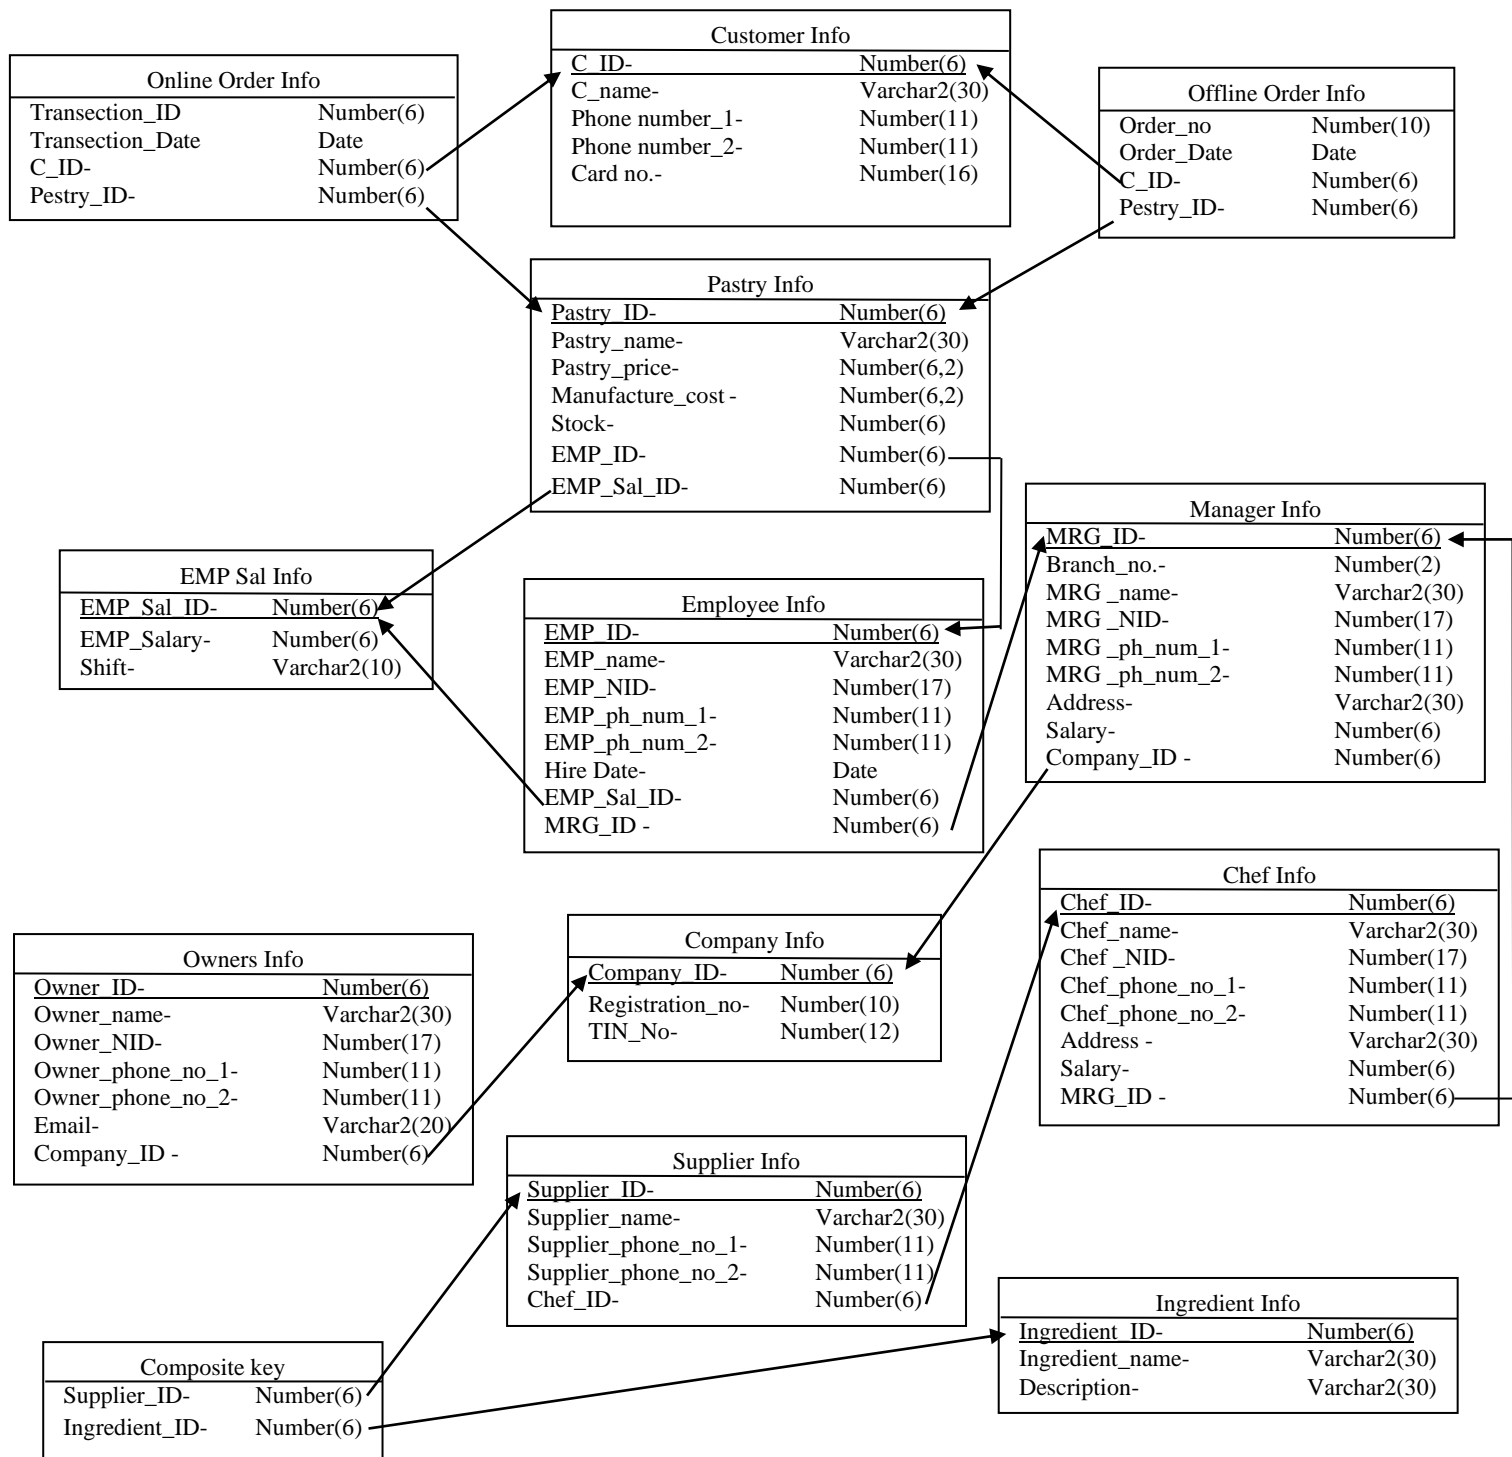 Customer Info
C_ID- Number(6)
C_name- Varchar2(30)
Phone number_1- Number(11)
Phone number_2- Number(11)
Card no.- Number(16)
Online Order Info
Transection_ID Number(6)
Transection_Date Date
C_ID- Number(6)
Pestry_ID- Number(6)
Offline Order Info
Order_no Number(10)
Order_Date Date
C_ID- Number(6)
Pestry_ID- Number(6)
Pastry Info
Pastry_ID- Number(6)
Pastry_name- Varchar2(30)
Pastry_price- Number(6,2)
Manufacture_cost - Number(6,2)
Stock- Number(6)
EMP_ID- Number(6)
EMP_Sal_ID- Number(6)
Manager Info
MRG_ID- Number(6)
Branch_no.- Number(2)
MRG _name- Varchar2(30)
MRG _NID- Number(17)
MRG _ph_num_1- Number(11)
MRG _ph_num_2- Number(11)
Address- Varchar2(30)
Salary- Number(6)
Company_ID - Number(6)
EMP Sal Info
EMP_Sal_ID- Number(6)
EMP_Salary- Number(6)
Shift- Varchar2(10)
Employee Info
EMP_ID- Number(6)
EMP_name- Varchar2(30)
EMP_NID- Number(17)
EMP_ph_num_1- Number(11)
EMP_ph_num_2- Number(11)
Hire Date- Date
EMP_Sal_ID- Number(6)
MRG_ID - Number(6)
Chef Info
Chef_ID- Number(6)
Chef_name- Varchar2(30)
Chef _NID- Number(17)
Chef_phone_no_1- Number(11)
Chef_phone_no_2- Number(11)
Address - Varchar2(30)
Salary- Number(6)
MRG_ID - Number(6)
Owners Info
Owner_ID- Number(6)
Owner_name- Varchar2(30)
Owner_NID- Number(17)
Owner_phone_no_1- Number(11)
Owner_phone_no_2- Number(11)
Email- Varchar2(20)
Company_ID - Number(6)
Company Info
Company_ID- Number (6)
Registration_no- Number(10)
TIN_No- Number(12)
Supplier Info
Supplier_ID- Number(6)
Supplier_name- Varchar2(30)
Supplier_phone_no_1- Number(11)
Supplier_phone_no_2- Number(11)
Chef_ID- Number(6)
Ingredient Info
Ingredient_ID- Number(6)
Ingredient_name- Varchar2(30)
Description- Varchar2(30)
Composite key
Supplier_ID- Number(6)
Ingredient_ID- Number(6)